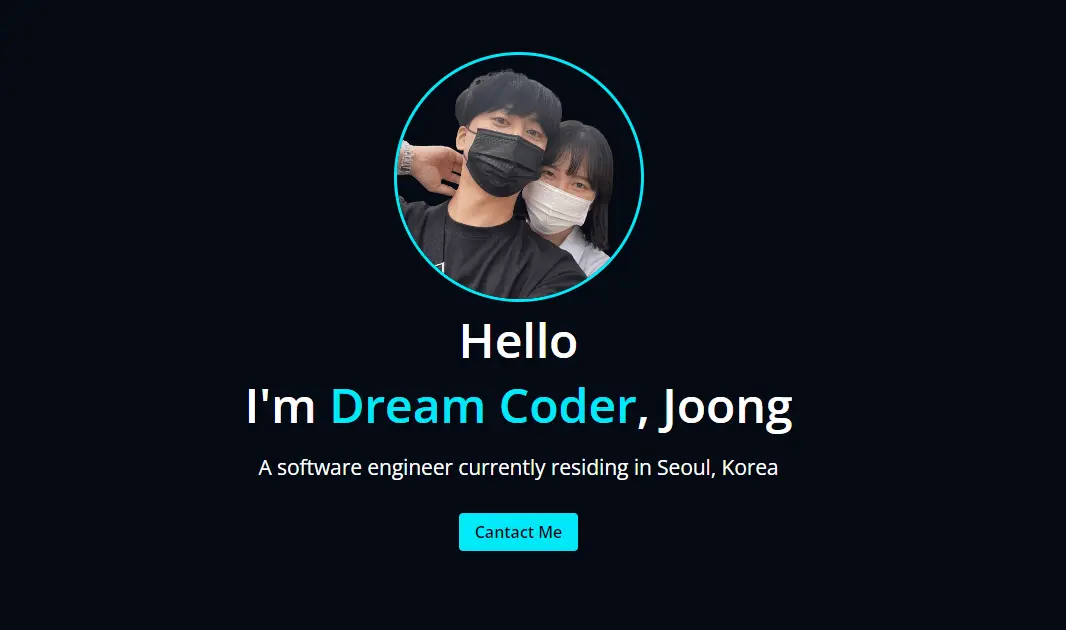 Hello
I'm Dream Coder, Joong
A software engineer currently residing in Seoul, Korea
Cantact Me